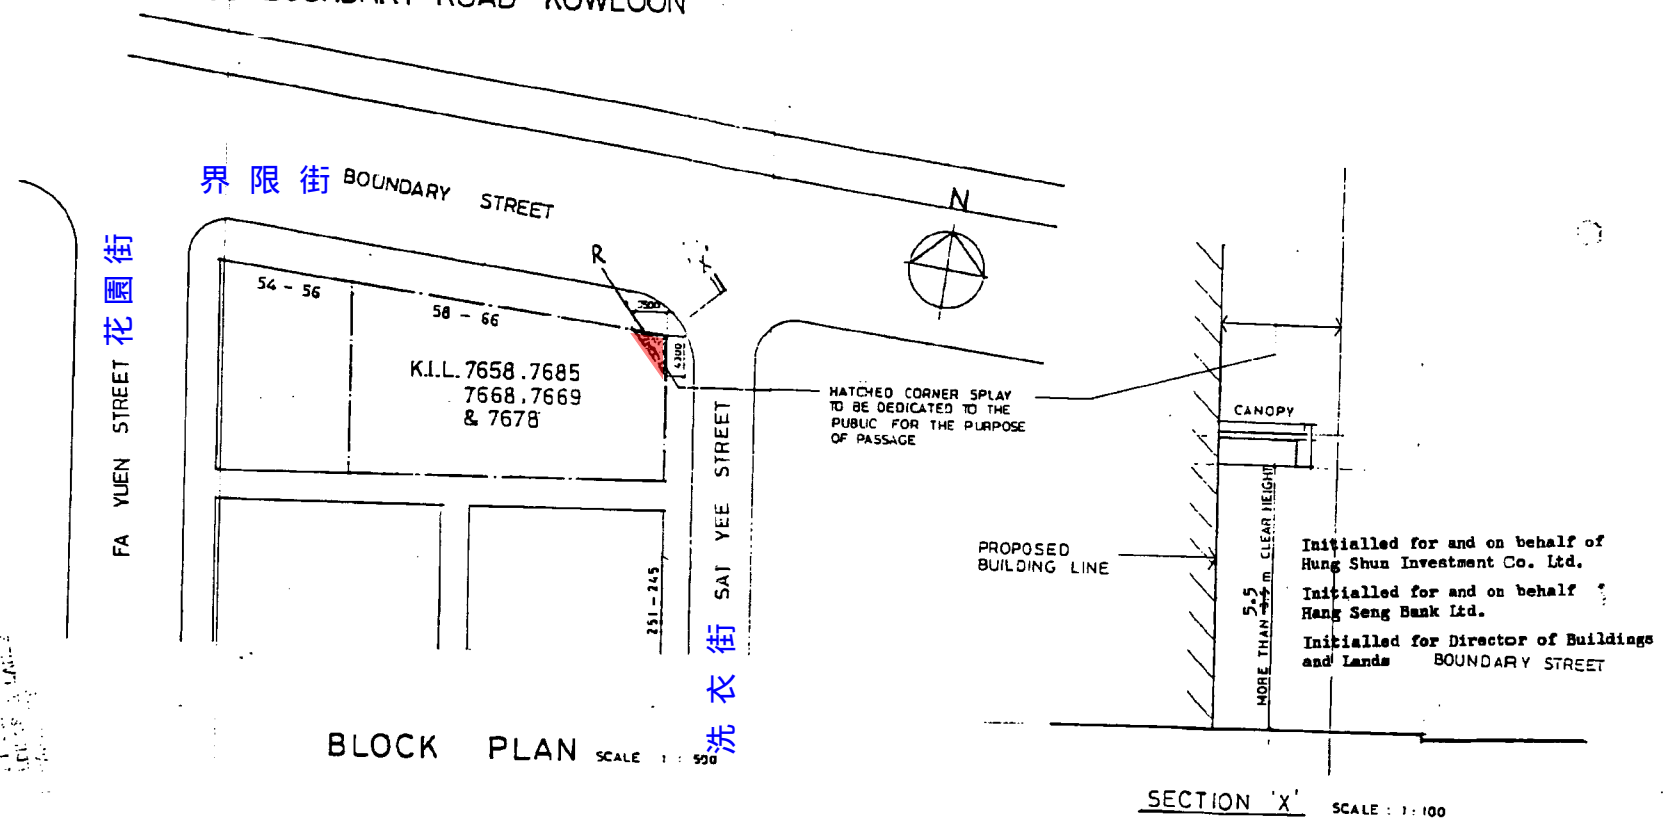 BOUNDARY ROAD KOWLOON
界限街 BOUNDARY STREET
N
花園街
FA YUEN STREET
R
'X'
54 - 56
58 - 66
3500
4300
K.I.L. 7658 . 7685
7668 . 7669
& 7678
HATCHED CORNER SPLAY
TO BE DEDICATED TO THE
PUBLIC FOR THE PURPOSE
OF PASSAGE
CANOPY
SAI YEE STREET
洗衣街
251 - 245
PROPOSED
BUILDING LINE
5.5
MORE THAN 3.5 m CLEAR HEIGHT
Initialled for and on behalf of
Hung Shun Investment Co. Ltd.
Initialled for and on behalf
Hang Seng Bank Ltd.
Initialled for Director of Buildings
and Lands
BOUNDARY STREET
BLOCK PLAN SCALE 1 : 500
SECTION 'X' SCALE : 1 : 100